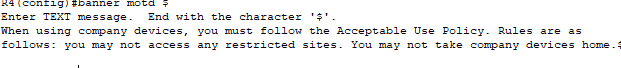 R4(config)#banner motd $
Enter TEXT message.  End with the character '$'.
When using company devices, you must follow the Acceptable Use Policy. Rules are as
follows: you may not access any restricted sites. You may not take company devices home.$